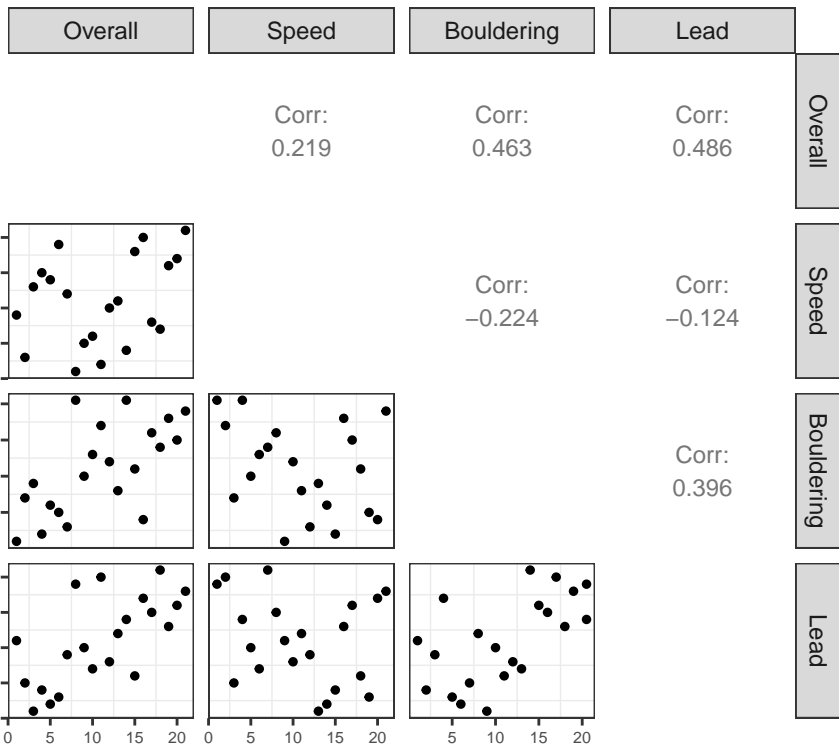 Overall Speed Bouldering Lead
Corr: Corr: Corr:
0.219 0.463 0.486
Overall
Corr: Corr:
−0.224 −0.124
Speed
Corr:
0.396
Bouldering
Lead
0 5 10 15 20 0 5 10 15 20 5 10 15 20